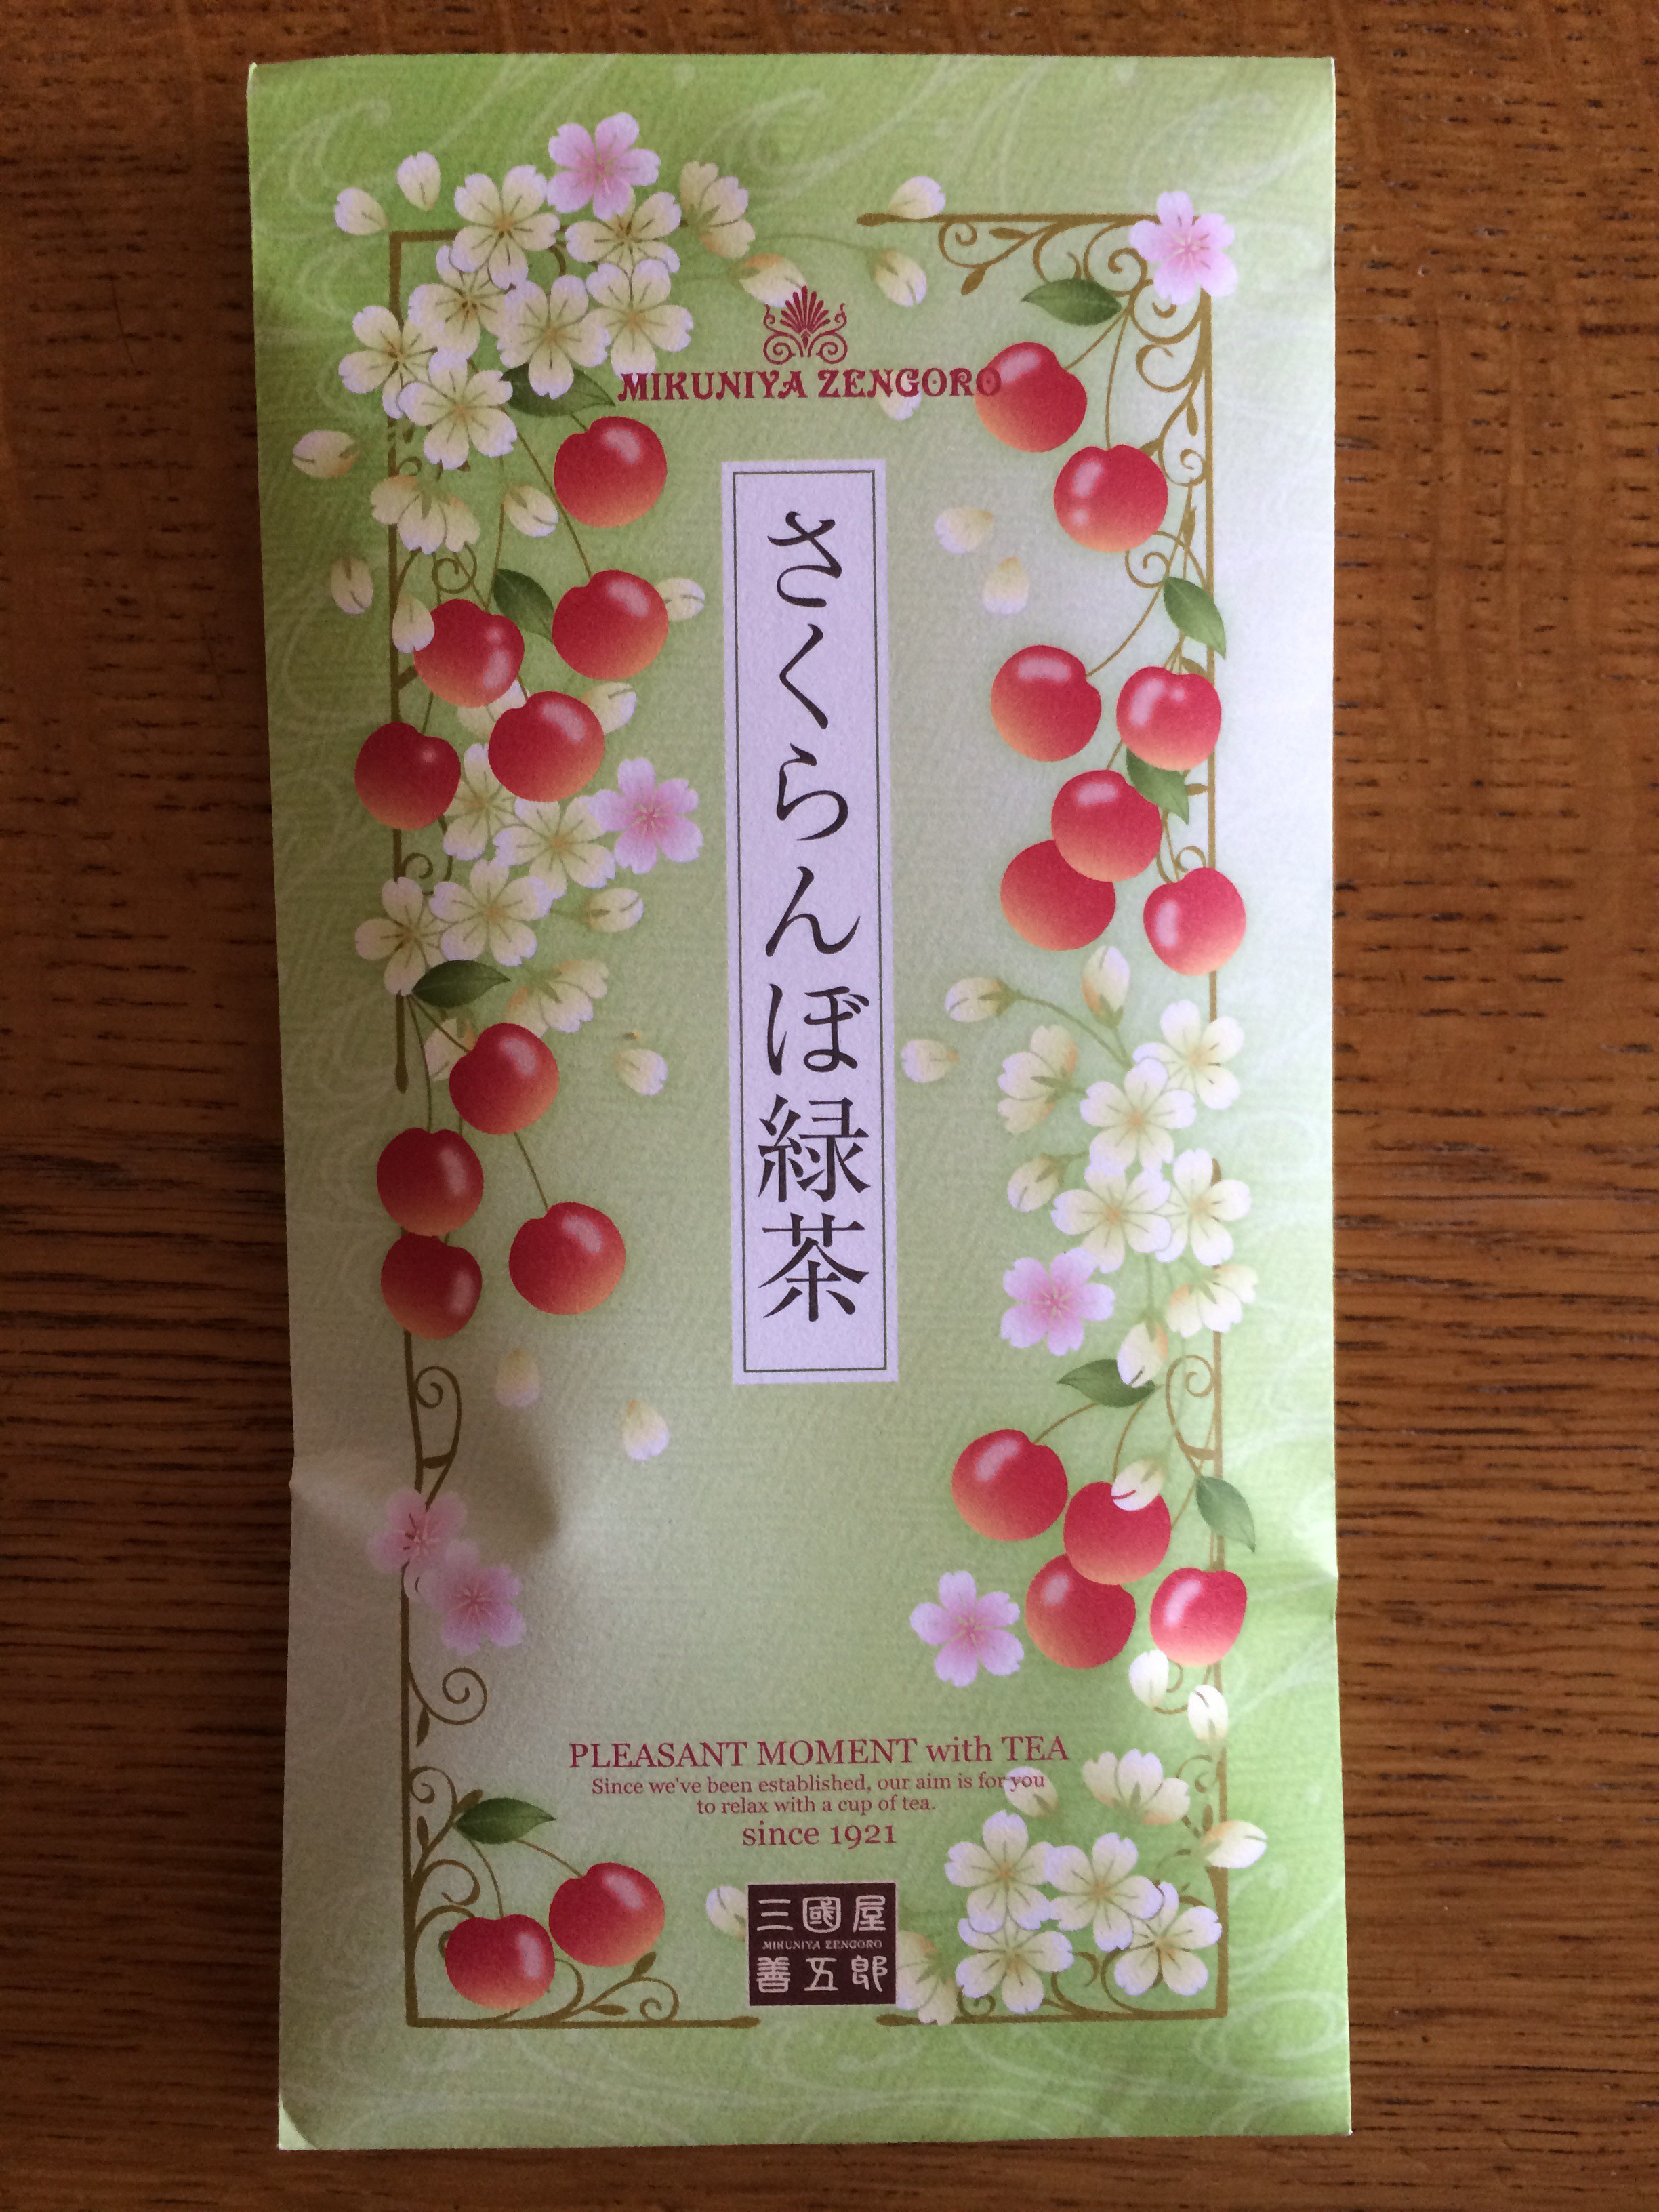 MIKUNIYA ZENGORO
さくらんぼ緑茶
PLEASANT MOMENT with TEA
Since we've been established, our aim is for you
to relax with a cup of tea.
since 1921
三國屋
MIKUNIYA ZENGORO
善五郎